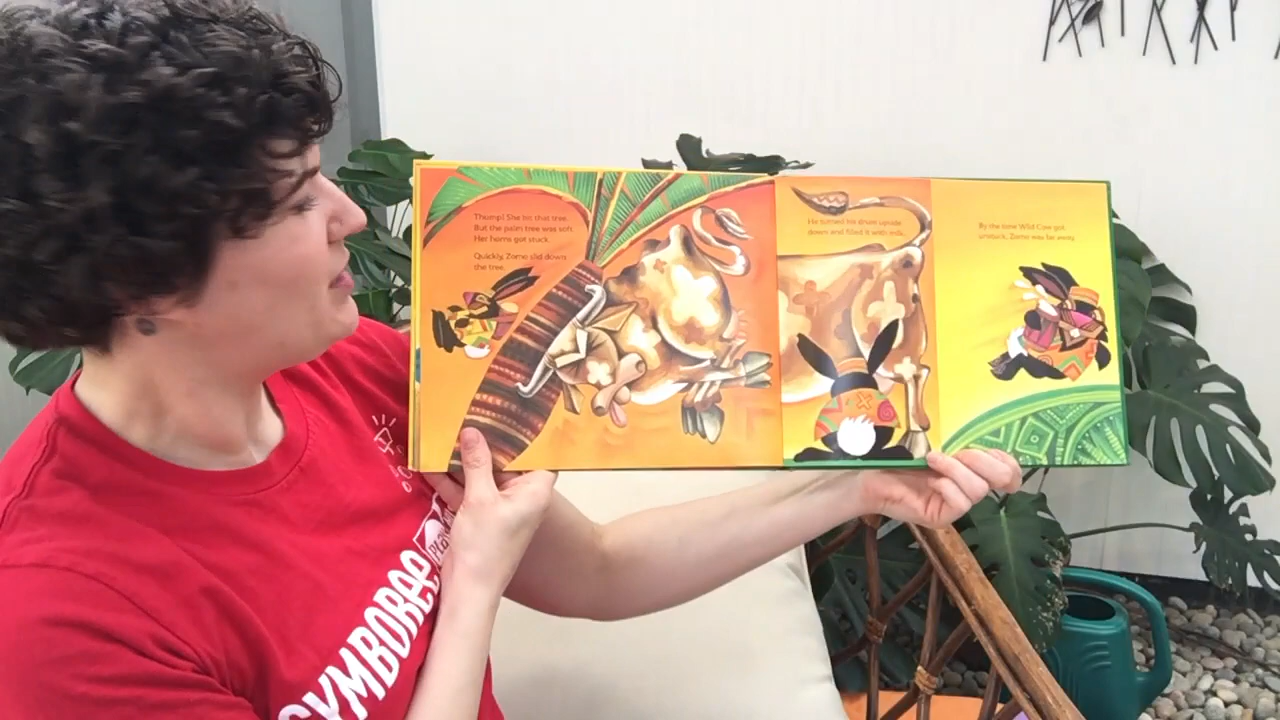 Thump! She hit that tree.
But the palm tree was soft.
Her horns got stuck.
Quickly, Zomo slid down
the tree.
He turned his drum upside
down and filled it with milk.
By the time Wild Cow got
unstuck, Zomo was far away.
GYMBOREE